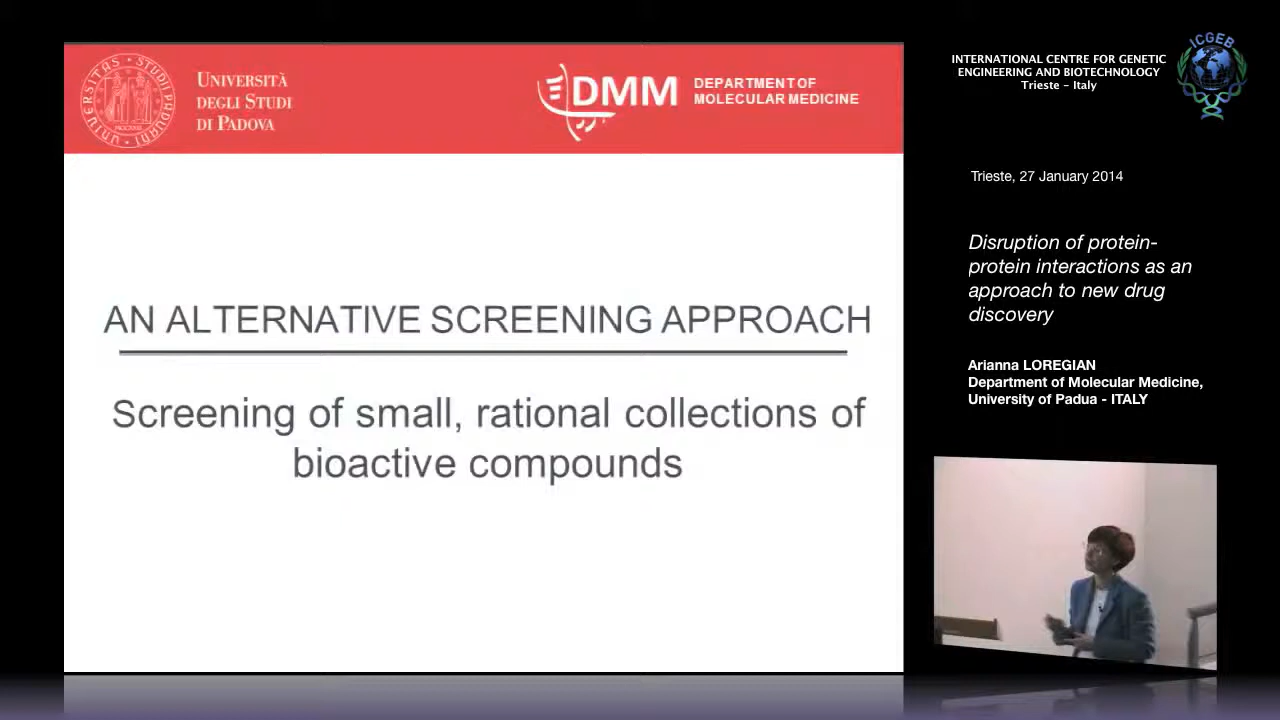 UNIVERSITÀ
DEGLI STUDI
DI PADOVA
DMM
DEPARTMENT OF
MOLECULAR MEDICINE
AN ALTERNATIVE SCREENING APPROACH
Screening of small, rational collections of
bioactive compounds
INTERNATIONAL CENTRE FOR GENETIC
ENGINEERING AND BIOTECHNOLOGY
Trieste - Italy
ICGEB
Trieste, 27 January 2014
Disruption of protein-
protein interactions as an
approach to new drug
discovery
Arianna LOREGIAN
Department of Molecular Medicine,
University of Padua - ITALY